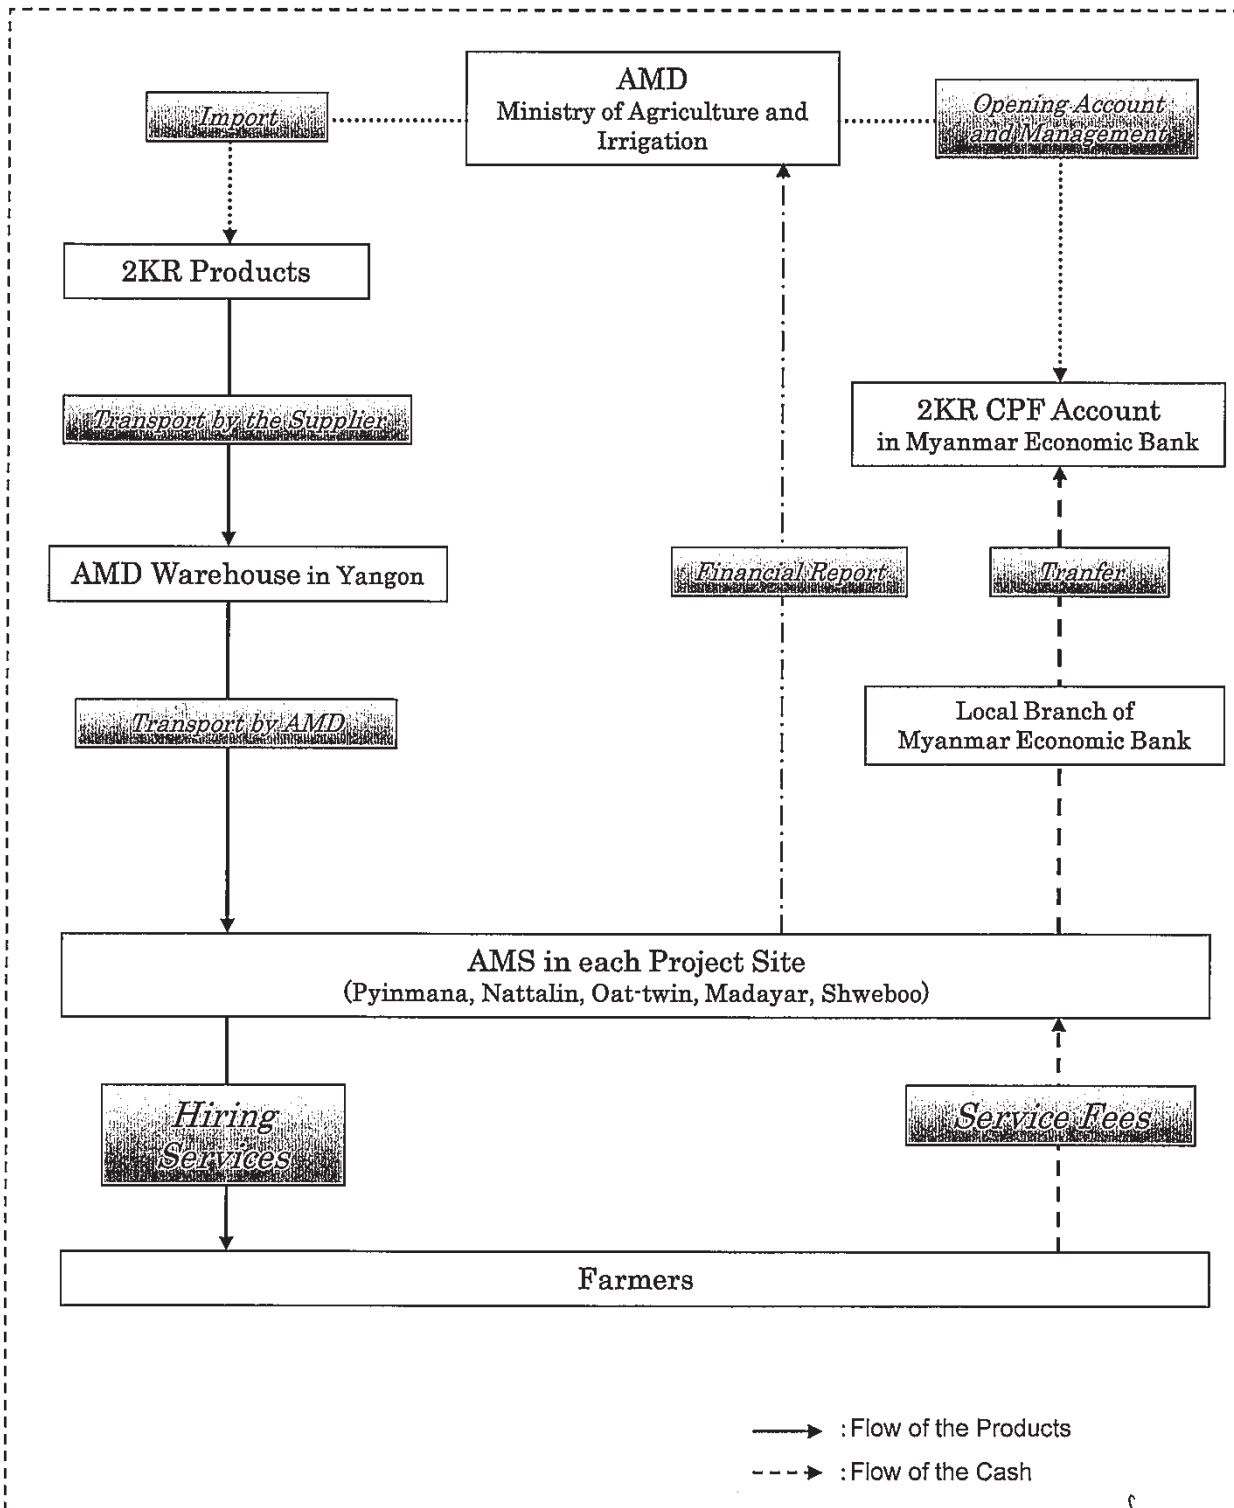 AMD
Ministry of Agriculture and
Irrigation
Import
Opening Account
and Management
2KR Products
Transport by the Supplier
2KR CPF Account
in Myanmar Economic Bank
AMD Warehouse in Yangon
Financial Report
Tranfer
Transport by AMD
Local Branch of
Myanmar Economic Bank
AMS in each Project Site
(Pyinmana, Nattalin, Oat-twin, Madayar, Shweboo)
Hiring
Services
Service Fees
Farmers
: Flow of the Products
: Flow of the Cash